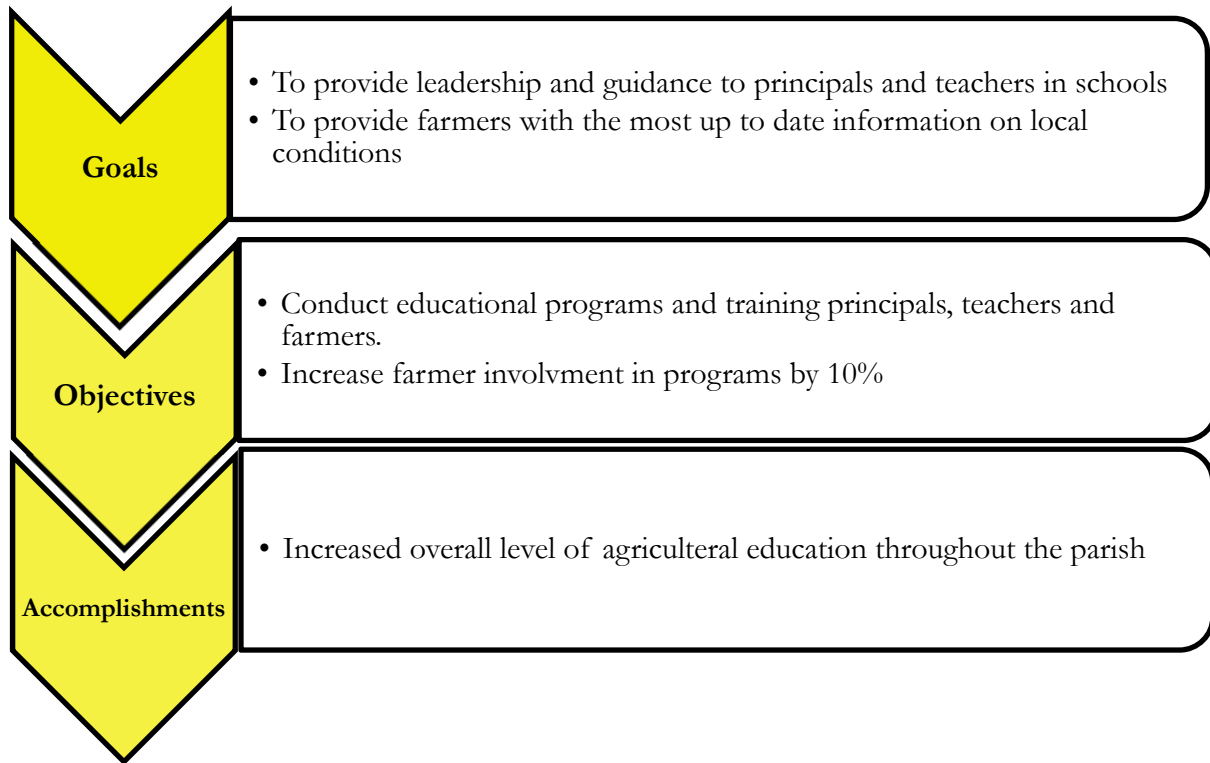 Goals
• To provide leadership and guidance to principals and teachers in schools
• To provide farmers with the most up to date information on local
conditions
Objectives
• Conduct educational programs and training principals, teachers and
farmers.
• Increase farmer involvment in programs by 10%
Accomplishments
• Increased overall level of agriculteral education throughout the parish